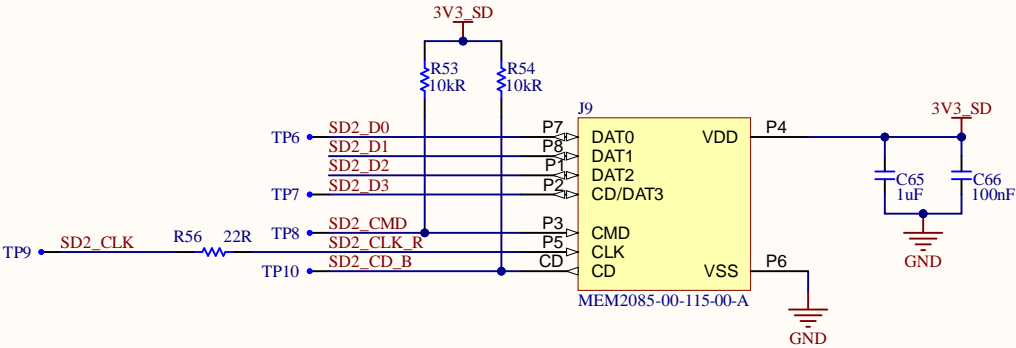 3V3_SD
R53
10kR
R54
10kR
J9
TP6
SD2_D0
P7
DAT0
SD2_D1
P8
DAT1
SD2_D2
P1
DAT2
TP7
SD2_D3
P2
CD/DAT3
TP8
SD2_CMD
P3
CMD
TP9
SD2_CLK
R56
22R
SD2_CLK_R
P5
CLK
TP10
SD2_CD_B
CD
CD
VDD
P4
VSS
P6
MEM2085-00-115-00-A
GND
3V3_SD
C65
1uF
C66
100nF
GND